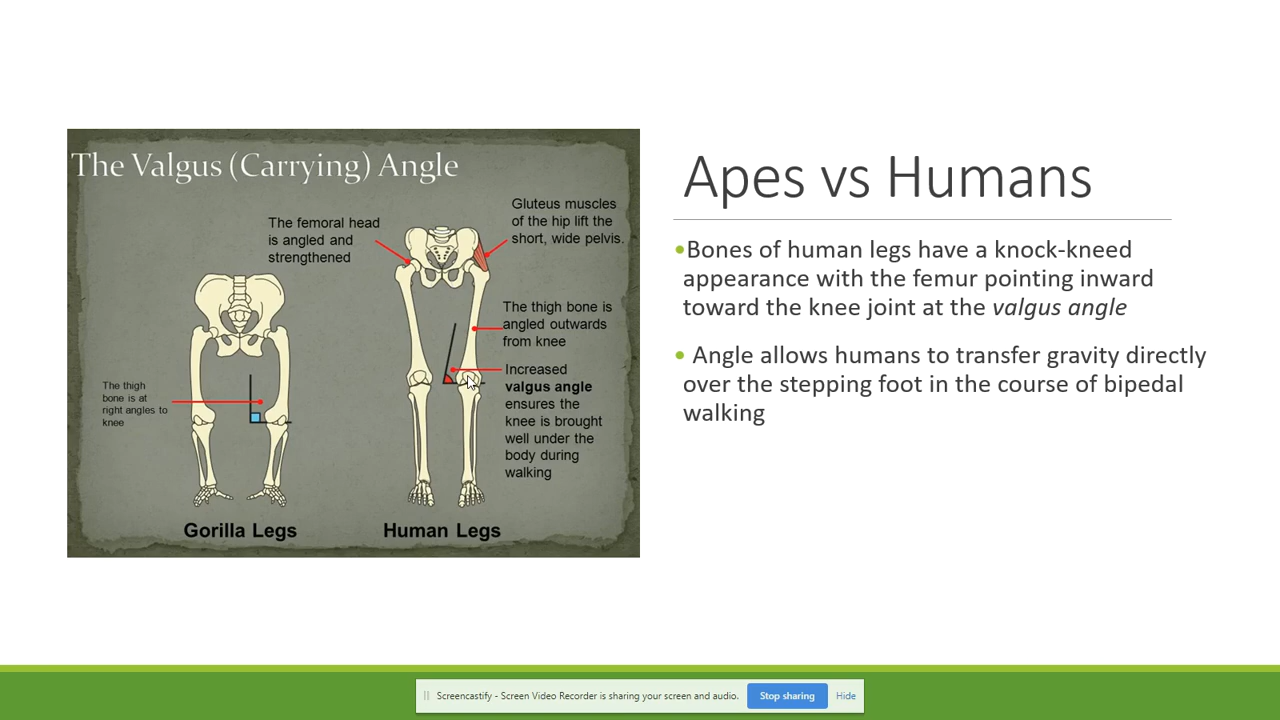 The Valgus (Carrying) Angle
The femoral head
is angled and
strengthened
Gluteus muscles
of the hip lift the
short, wide pelvis.
The thigh bone is
angled outwards
from knee
Increased
valgus angle
ensures the
knee is brought
well under the
body during
walking
The thigh
bone is at
right angles to
knee
Gorilla Legs
Human Legs
Apes vs Humans
•Bones of human legs have a knock-kneed
appearance with the femur pointing inward
toward the knee joint at the valgus angle
• Angle allows humans to transfer gravity directly
over the stepping foot in the course of bipedal
walking
Screencastify - Screen Video Recorder is sharing your screen and audio.
Stop sharing
Hide